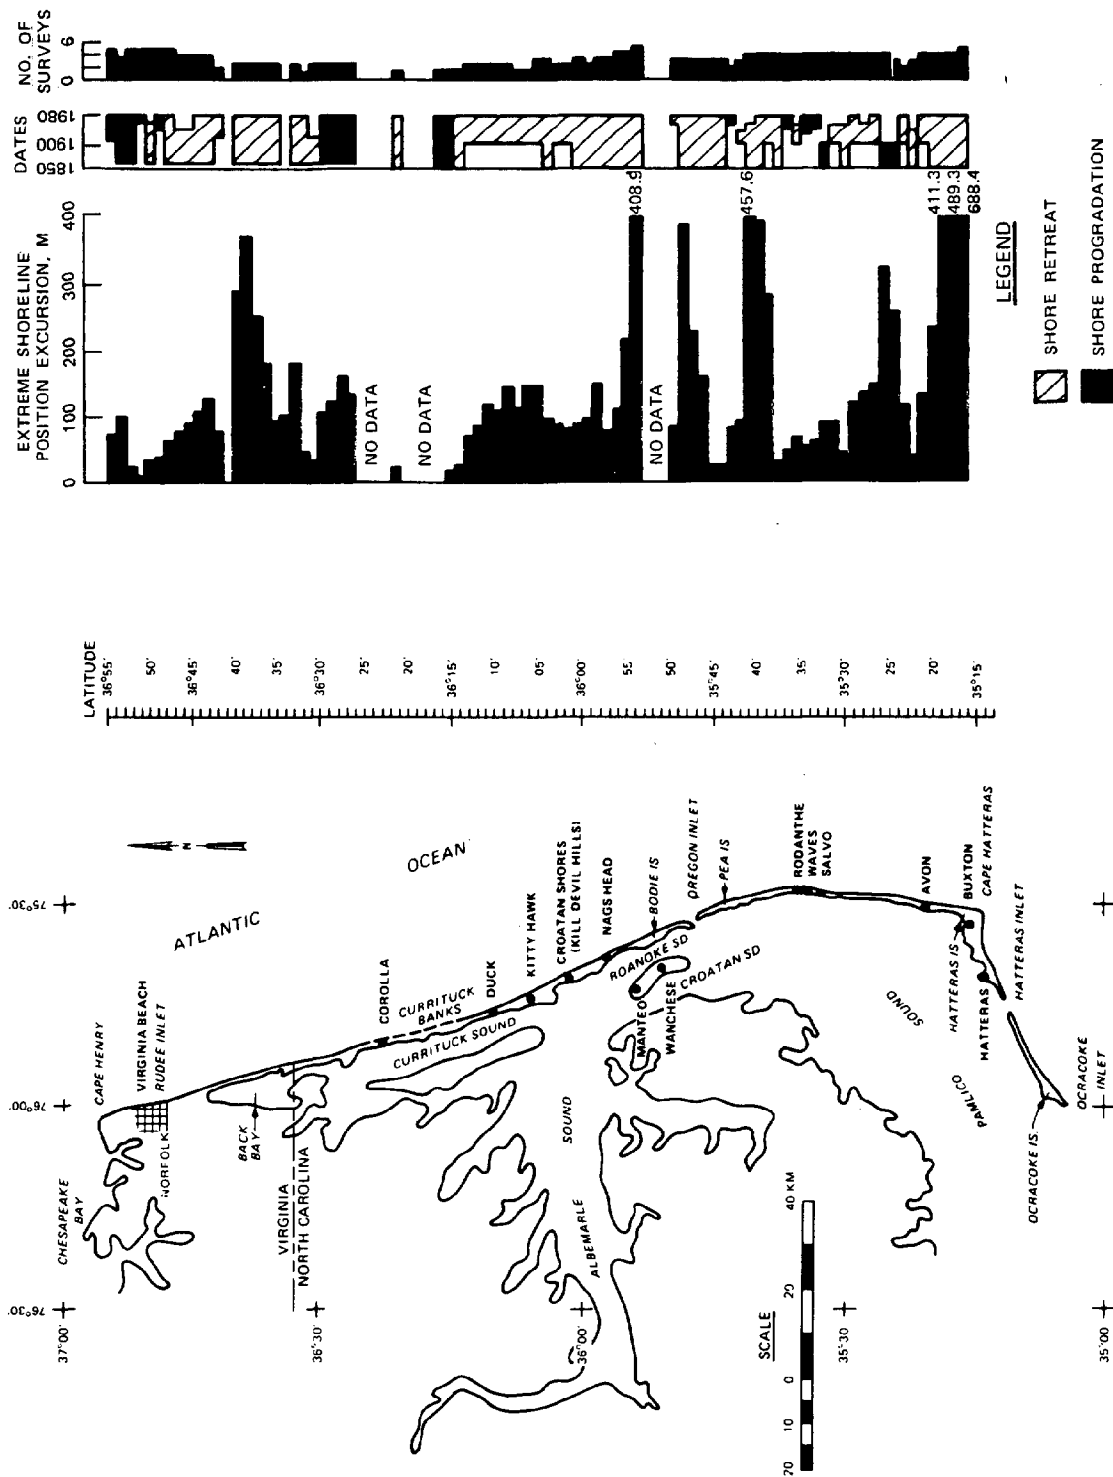 EXTREME SHORELINE
POSITION EXCURSION, M
DATES
NO. OF
SURVEYS
0
100
200
300
400
1850
1900
1980
0
6
NO DATA
NO DATA
NO DATA
408.9
457.6
411.3
489.3
688.4
LEGEND
SHORE RETREAT
SHORE PROGRADATION
LATITUDE
36°55'
50'
36°45'
40'
35'
36°30'
25'
20'
36°15'
10'
05'
36°00'
55'
50'
35°45'
40'
35'
35°30'
25'
20'
35°15'
N
ATLANTIC
OCEAN
CAPE HENRY
VIRGINIA BEACH
RUDEE INLET
NORFOLK
CHESAPEAKE
BAY
BACK
BAY
VIRGINIA
NORTH CAROLINA
COROLLA
CURRITUCK
BANKS
CURRITUCK SOUND
DUCK
KITTY HAWK
CROATAN SHORES
(KILL DEVIL HILLS)
NAGS HEAD
BODIE IS
ROANOKE SD
CROATAN SD
MANTEO
WANCHESE
OREGON INLET
PEA IS
RODANTHE
WAVES
SALVO
AVON
BUXTON
CAPE HATTERAS
HATTERAS IS
HATTERAS
HATTERAS INLET
PAMLICO
SOUND
ALBEMARLE
SOUND
OCRACOKE IS.
OCRACOKE
INLET
75°30'
76°00'
76°30'
37°00'
36°30'
36°00'
35°30'
35°00'
SCALE
20
10
0
20
40 KM